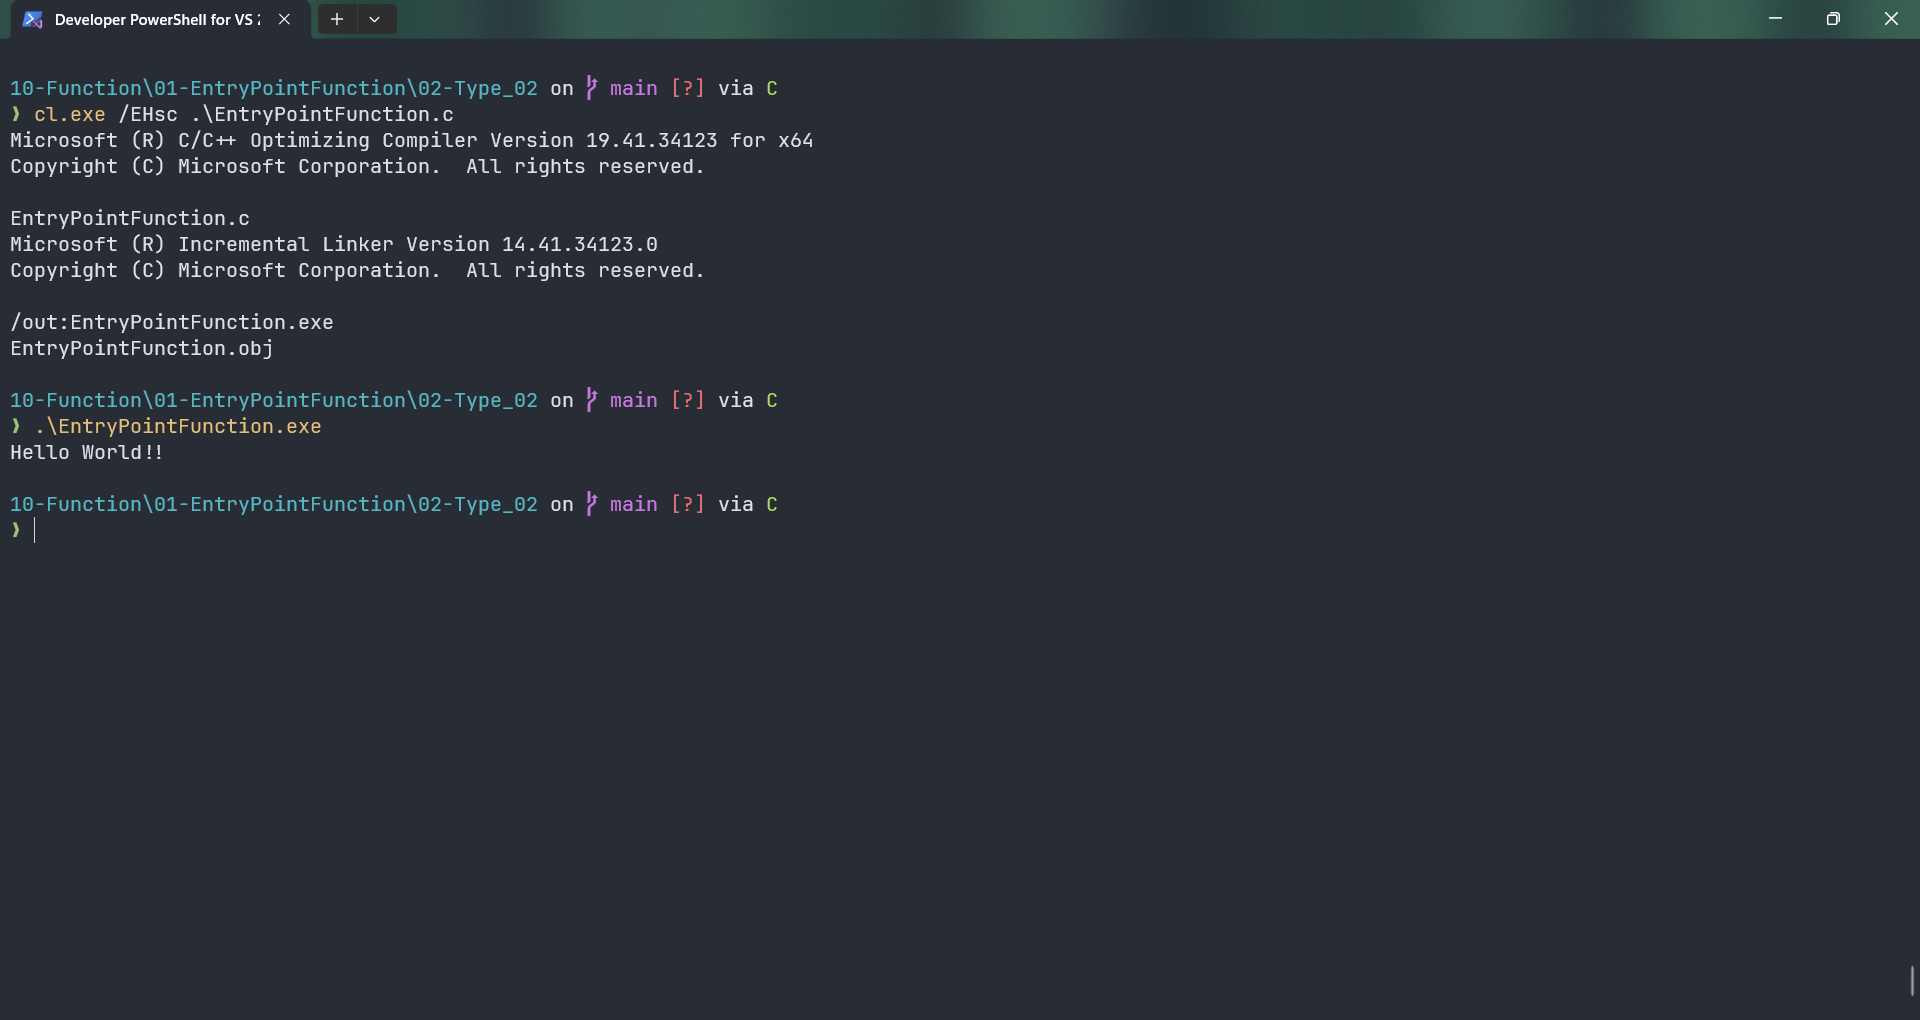 Developer PowerShell for VS 2
10-Function\01-EntryPointFunction\02-Type_02 on main [?] via C
❯ cl.exe /EHsc .\EntryPointFunction.c
Microsoft (R) C/C++ Optimizing Compiler Version 19.41.34123 for x64
Copyright (C) Microsoft Corporation.  All rights reserved.
EntryPointFunction.c
Microsoft (R) Incremental Linker Version 14.41.34123.0
Copyright (C) Microsoft Corporation.  All rights reserved.
/out:EntryPointFunction.exe
EntryPointFunction.obj
10-Function\01-EntryPointFunction\02-Type_02 on main [?] via C
❯ .\EntryPointFunction.exe
Hello World!!
10-Function\01-EntryPointFunction\02-Type_02 on main [?] via C
❯